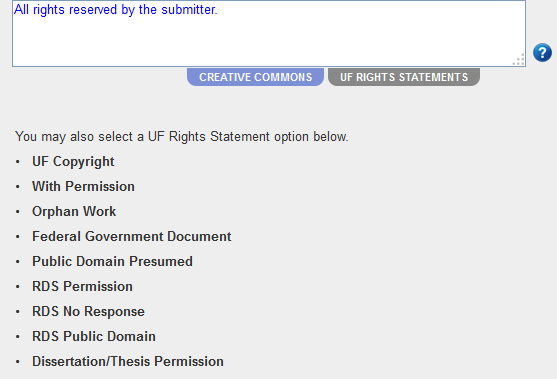 All rights reserved by the submitter.
?
CREATIVE COMMONS UF RIGHTS STATEMENTS
You may also select a UF Rights Statement option below.
• UF Copyright
• With Permission
• Orphan Work
• Federal Government Document
• Public Domain Presumed
• RDS Permission
• RDS No Response
• RDS Public Domain
• Dissertation/Thesis Permission